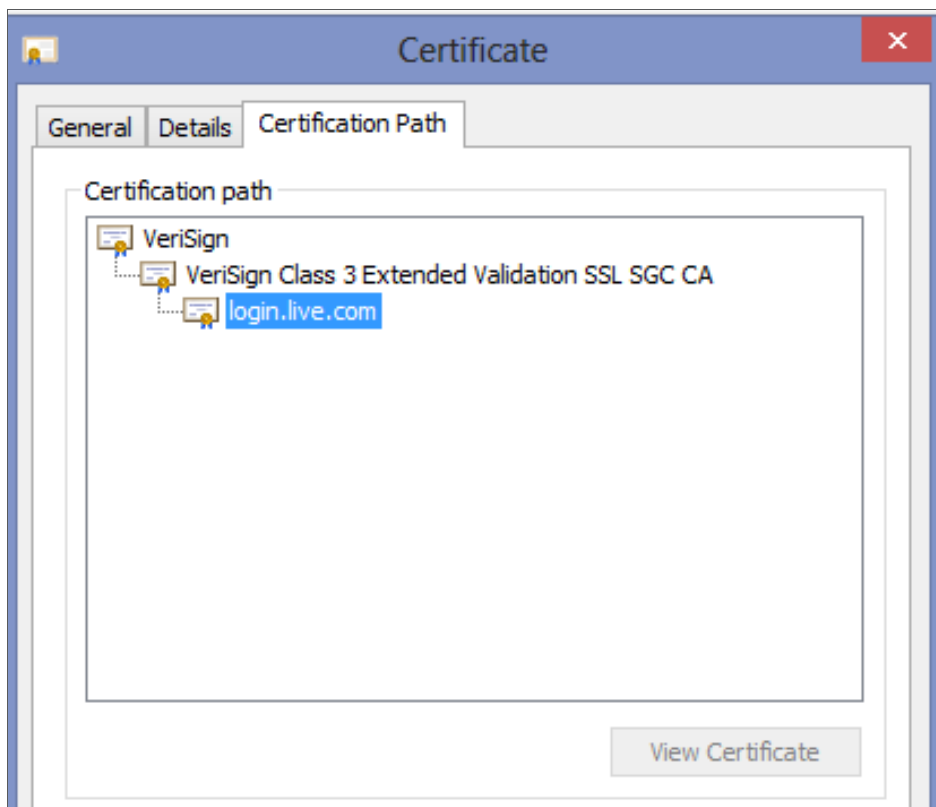 Certificate
General Details Certification Path
Certification path
VeriSign
VeriSign Class 3 Extended Validation SSL SGC CA
login.live.com
View Certificate